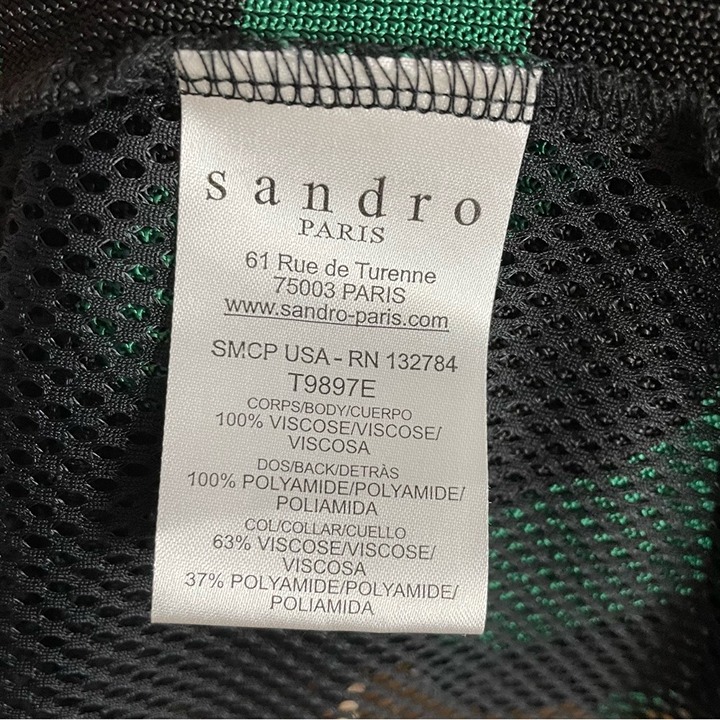 sandro
PARIS
61 Rue de Turenne
75003 PARIS
www.sandro-paris.com
SMCP USA - RN 132784
T9897E
CORPS/BODY/CUERPO
100% VISCOSE/VISCOSE/
VISCOSA
DOS/BACK/DETRÀS
100% POLYAMIDE/POLYAMIDE/
POLIAMIDA
COL/COLLAR/CUELLO
63% VISCOSE/VISCOSE/
VISCOSA
37% POLYAMIDE/POLYAMIDE/
POLIAMIDA